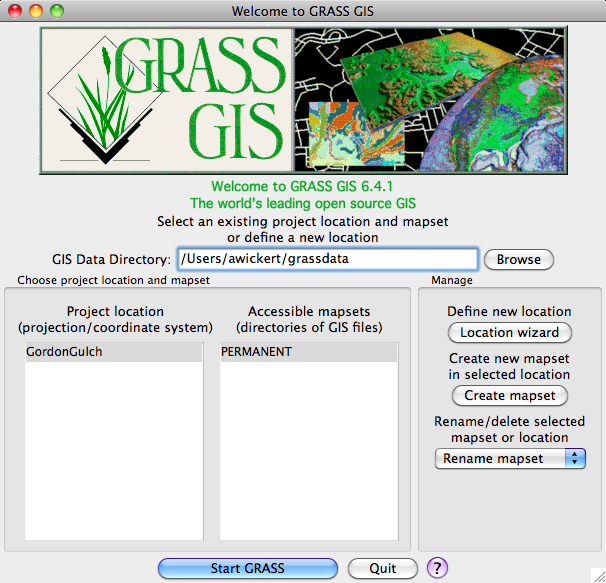 Welcome to GRASS GIS
GRASS
GIS
Welcome to GRASS GIS 6.4.1
The world's leading open source GIS
Select an existing project location and mapset
or define a new location
GIS Data Directory: /Users/awickert/grassdata Browse
Choose project location and mapset
Project location
(projection/coordinate system)
GordonGulch
Accessible mapsets
(directories of GIS files)
PERMANENT
Manage
Define new location
Location wizard
Create new mapset
in selected location
Create mapset
Rename/delete selected
mapset or location
Rename mapset
Start GRASS Quit ?